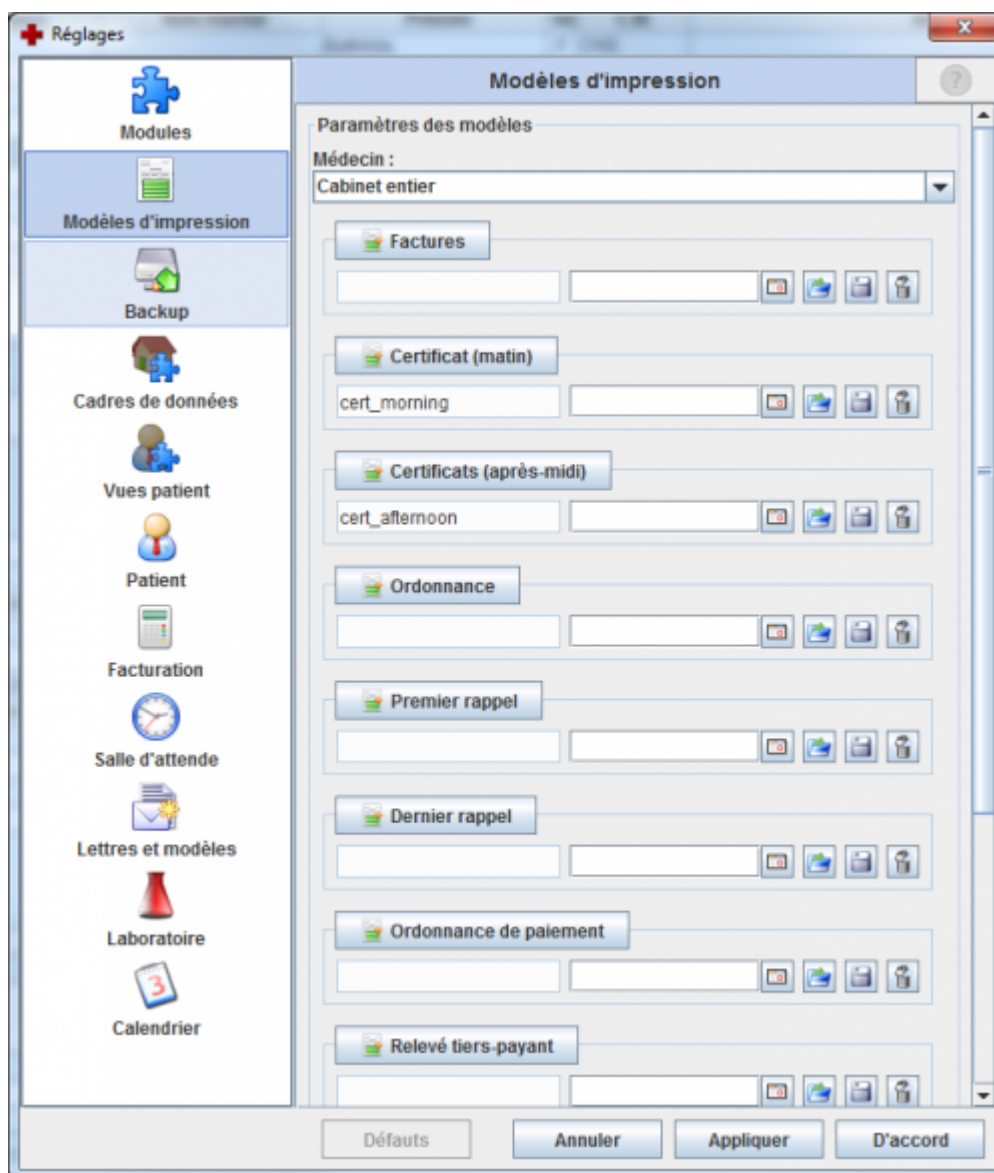 Réglages
Modules
Modèles d'impression
Backup
Cadres de données
Vues patient
Patient
Facturation
Salle d'attende
Lettres et modèles
Laboratoire
3
Calendrier
Modèles d'impression
?
Paramètres des modèles
Médecin :
Cabinet entier
Factures
Certificat (matin)
cert_morning
Certificats (après-midi)
cert_afternoon
Ordonnance
Premier rappel
Dernier rappel
Ordonnance de paiement
Relevé tiers-payant
Défauts
Annuler
Appliquer
D'accord